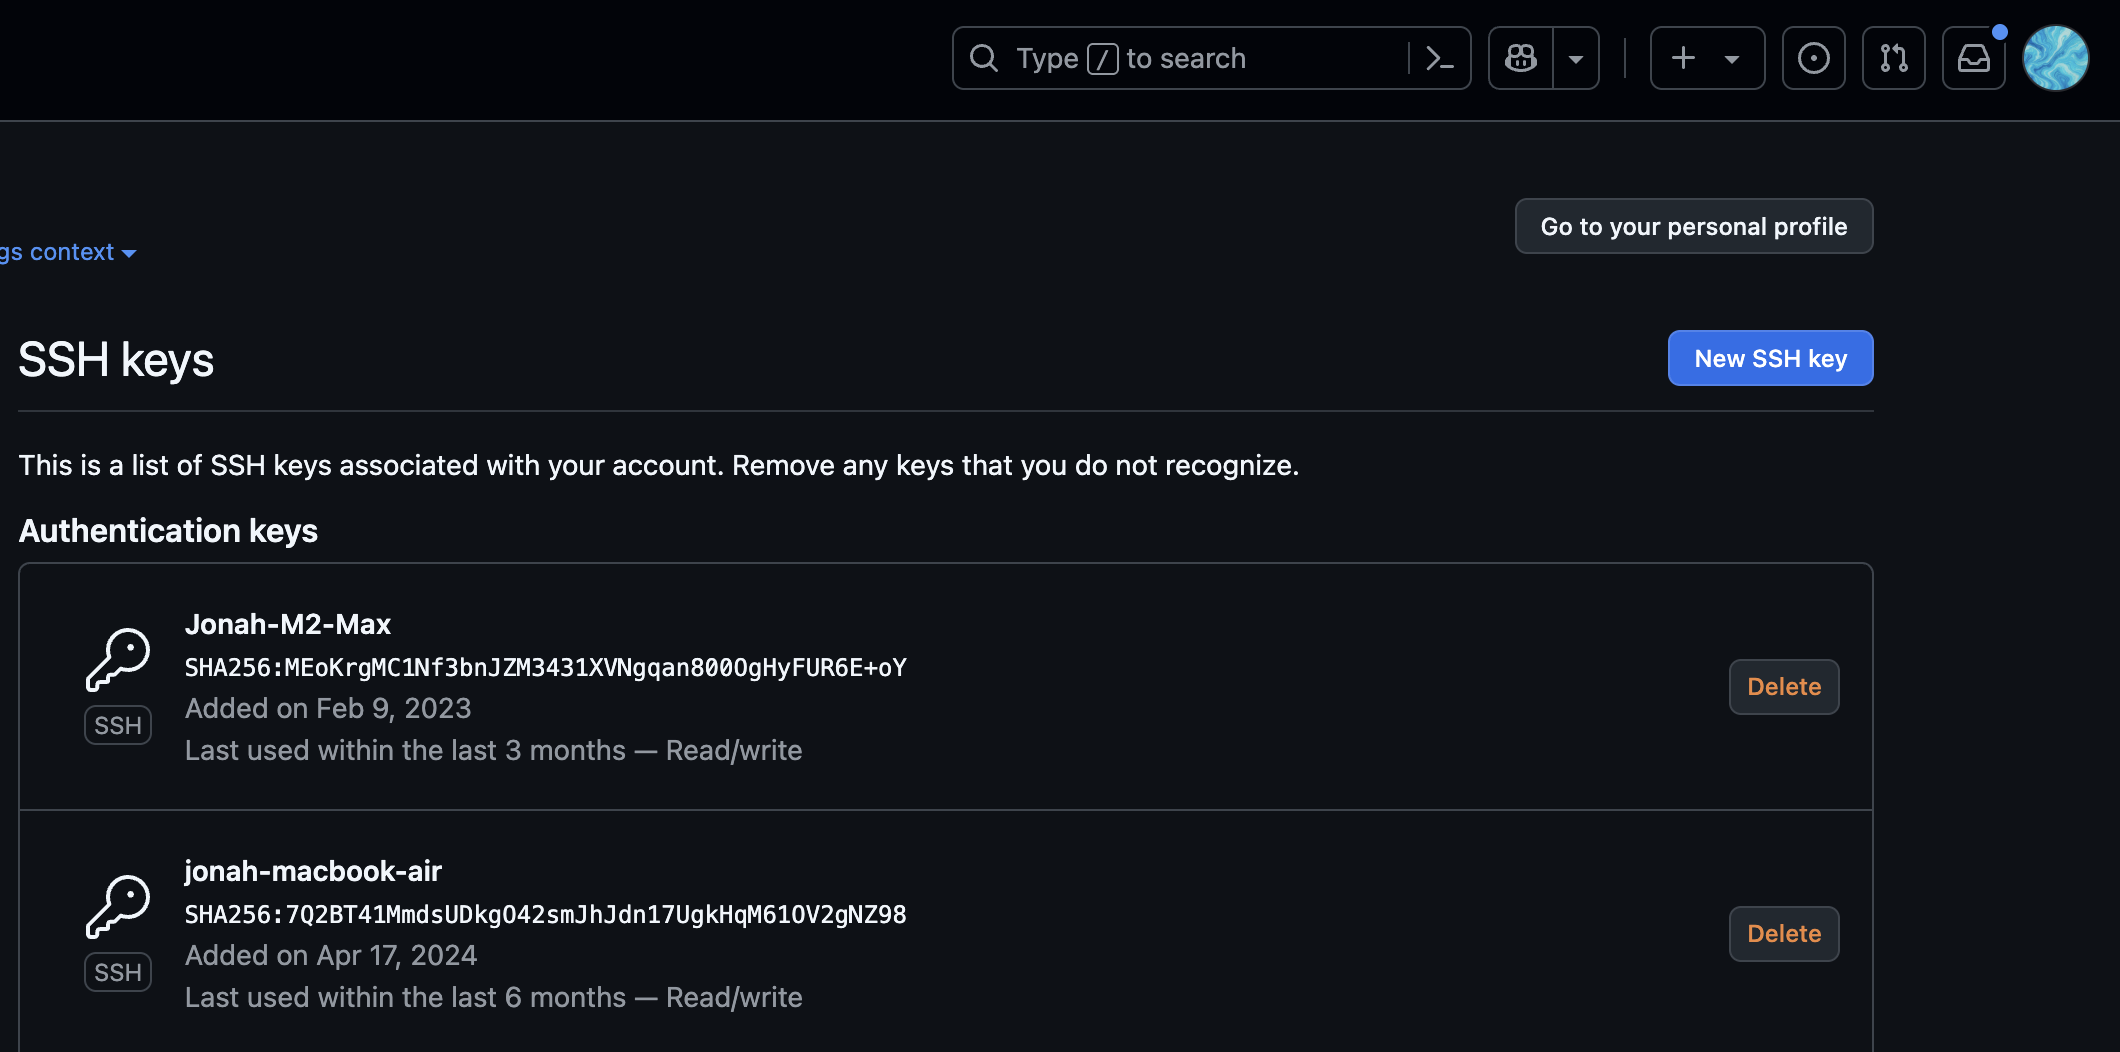 Type / to search
Go to your personal profile
gs context
SSH keys
New SSH key
This is a list of SSH keys associated with your account. Remove any keys that you do not recognize.
Authentication keys
Jonah-M2-Max
SHA256:MEoKrgMC1Nf3bnJZM3431XVNgqan800OgHyFUR6E+oY
Added on Feb 9, 2023
SSH
Last used within the last 3 months — Read/write
Delete
jonah-macbook-air
SHA256:7Q2BT41MmdsUDkgO42smJhJdn17UgkHqM61OV2gNZ98
Added on Apr 17, 2024
SSH
Last used within the last 6 months — Read/write
Delete